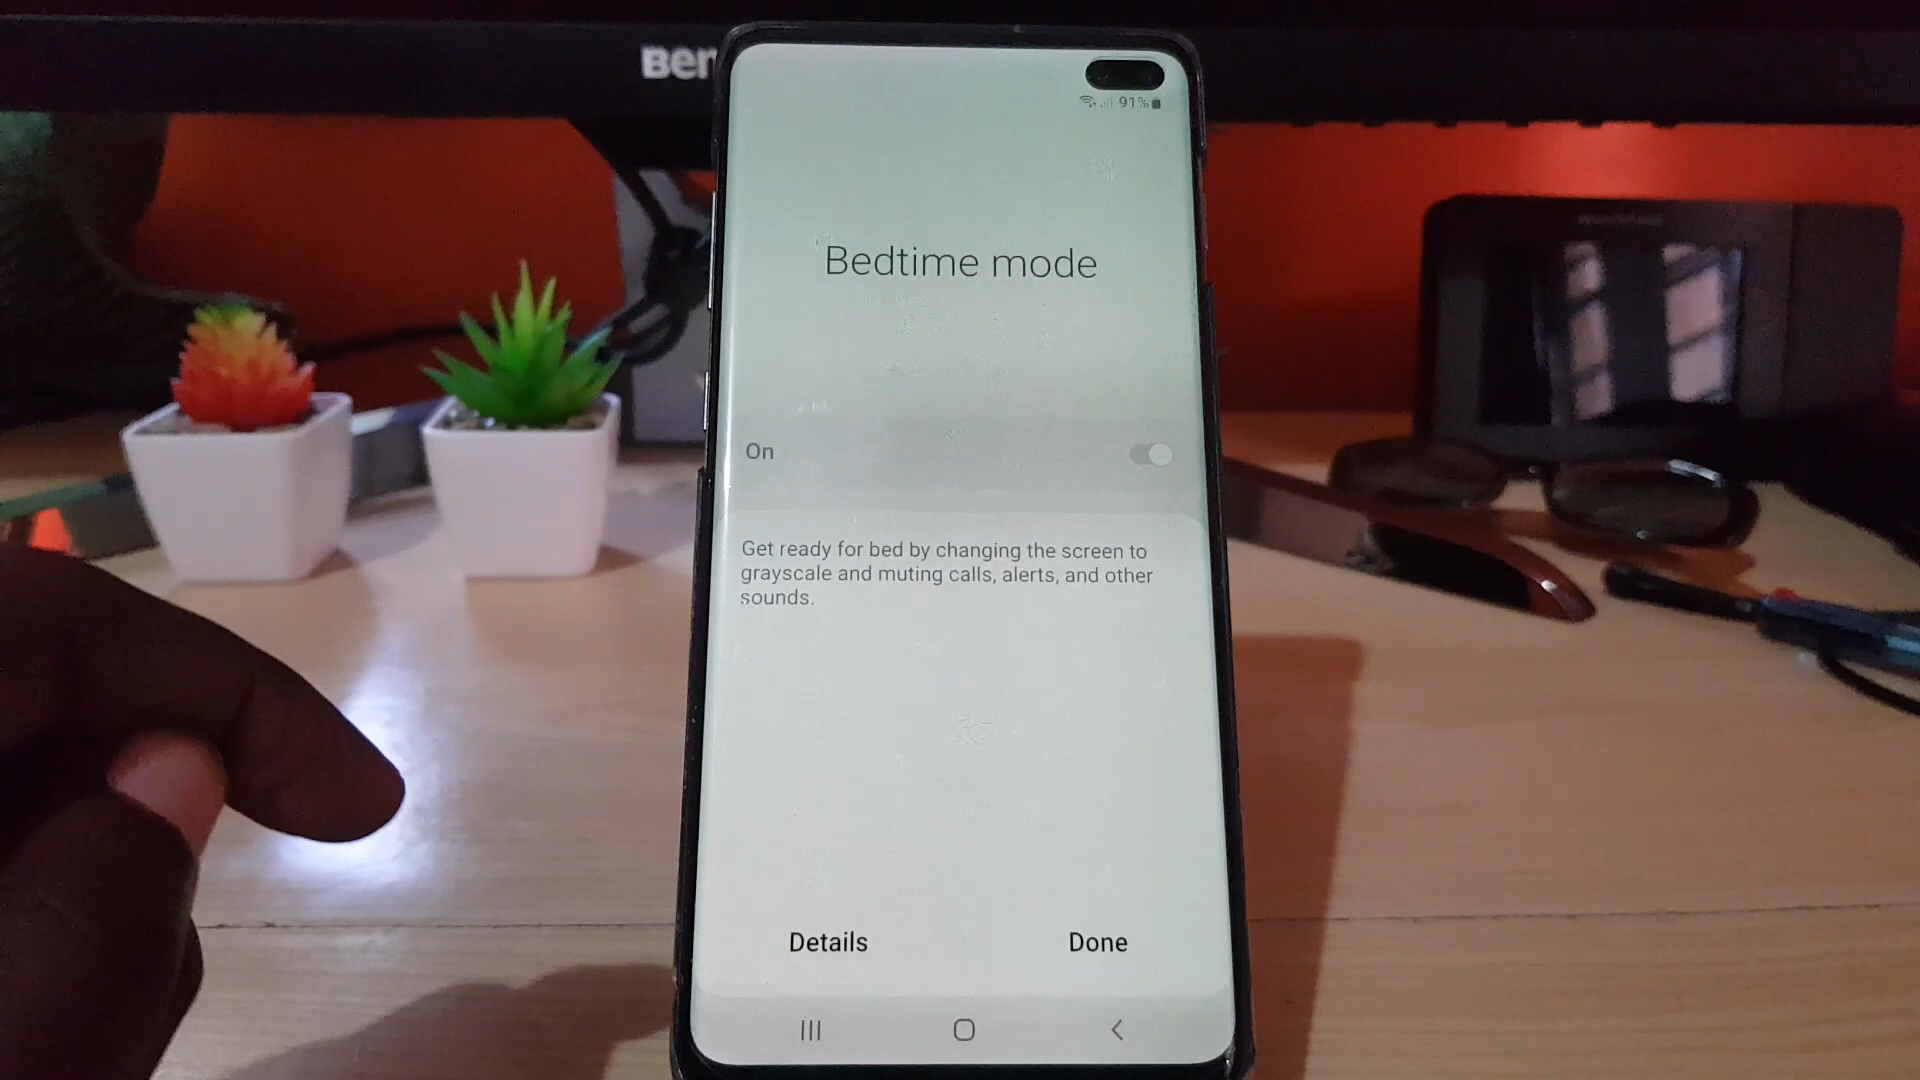 Ben
91%
Bedtime mode
On
Get ready for bed by changing the screen to
grayscale and muting calls, alerts, and other
sounds.
Details
Done